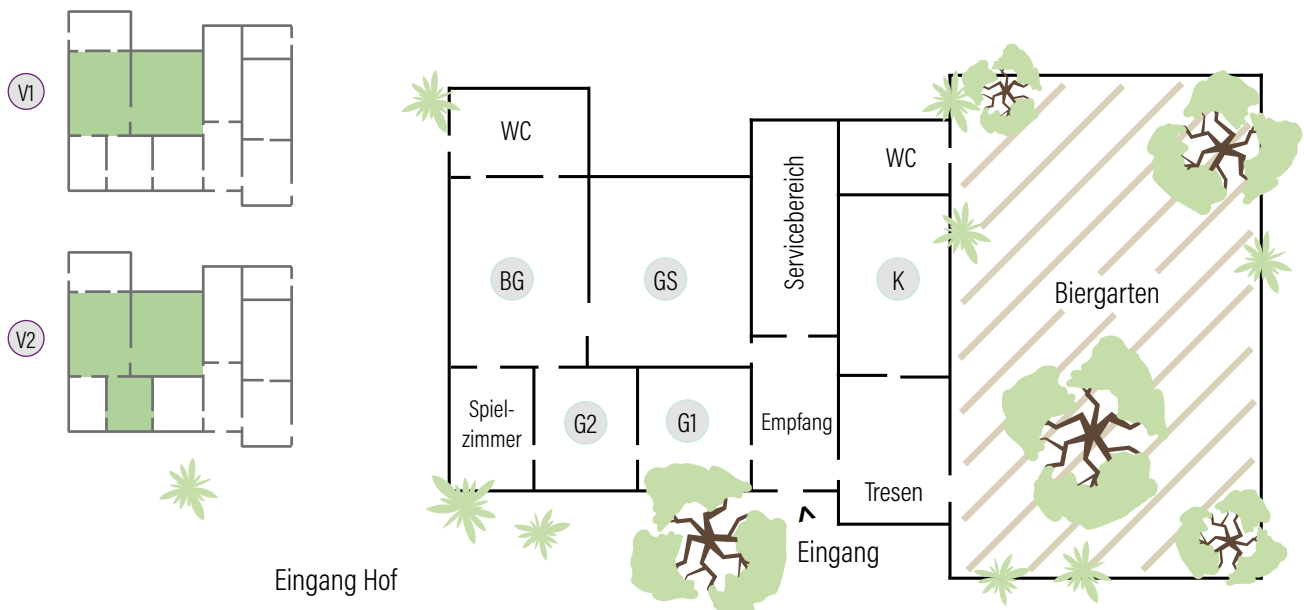 V1
V2
WC
BG
GS
Servicebereich
WC
K
Biergarten
Spiel-
zimmer
G2
G1
Empfang
Tresen
Eingang
Eingang Hof